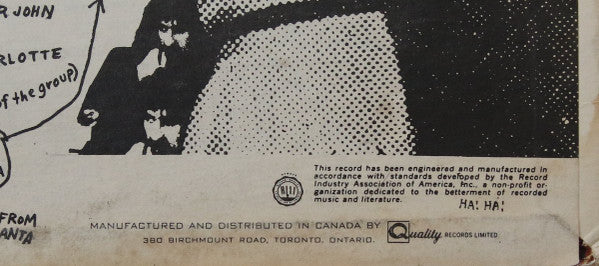 R JOHN
RLOTTE
of the group)
A
FROM
ANTA
This record has been engineered and manufactured in
accordance with standards developed by the Record
Industry Association of America, Inc., a non-profit or-
ganization dedicated to the betterment of recorded
music and literature.
HA! HA!
MANUFACTURED AND DISTRIBUTED IN CANADA BY Quality RECORDS LIMITED
380 BIRCHMOUNT ROAD, TORONTO, ONTARIO.